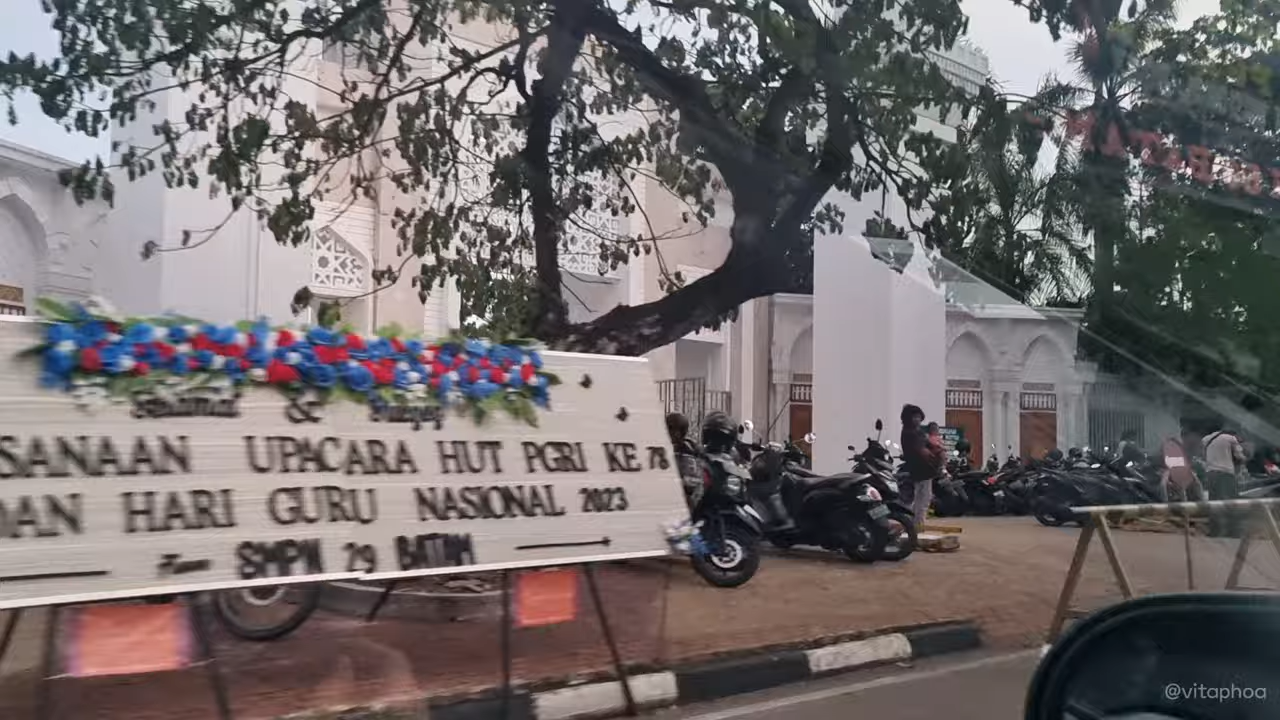 Selamat & Sukses
SANAAN UPACARA HUT PGRI KE 78
DAN HARI GURU NASIONAL 2023
SMPN 29 BATAM
@vitaphoa